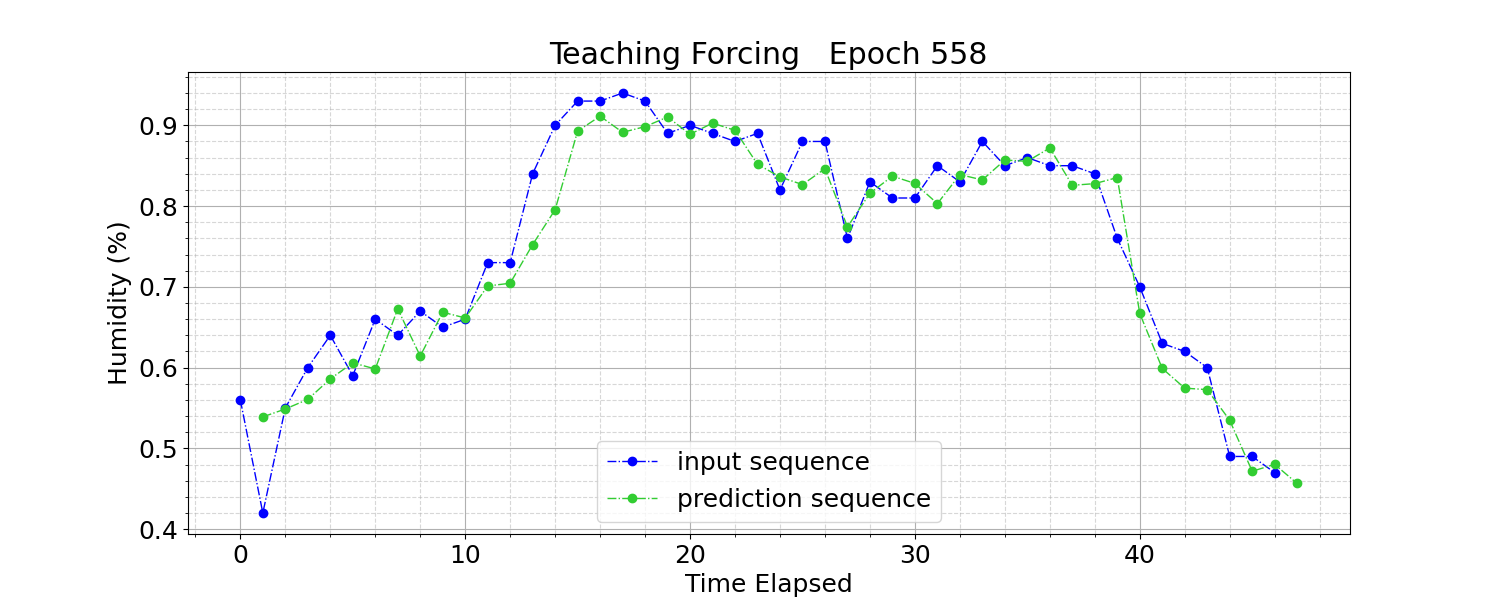 Teaching Forcing   Epoch 558
Humidity (%)
0.9
0.8
0.7
0.6
0.5
0.4
input sequence
prediction sequence
0 10 20 30 40
Time Elapsed